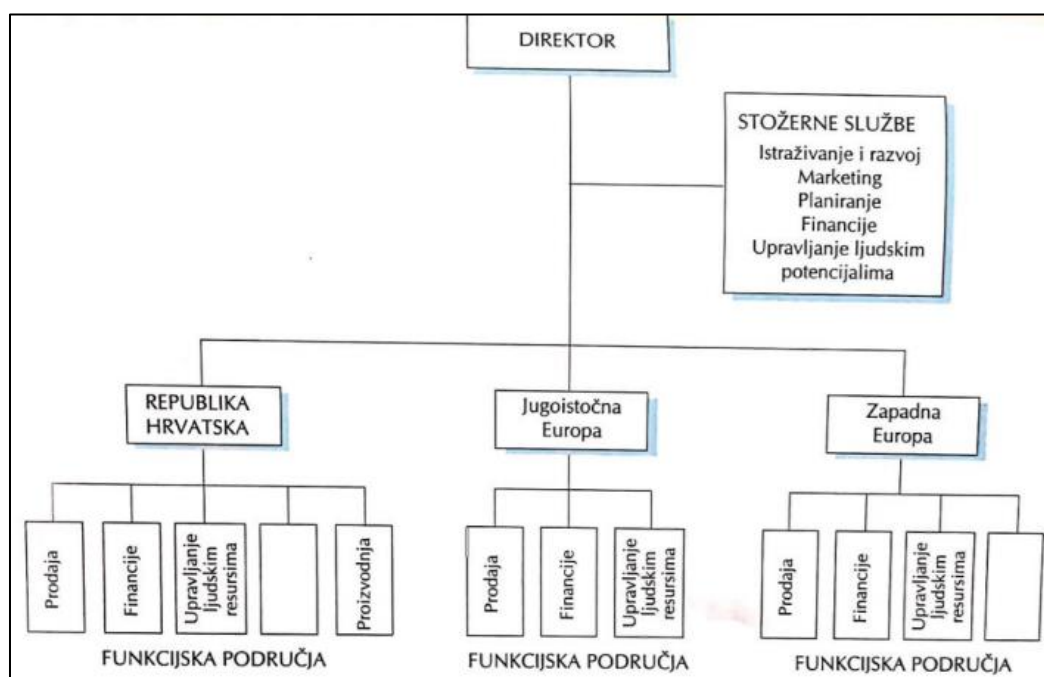 DIREKTOR
STOŽERNE SLUŽBE
Istraživanje i razvoj
Marketing
Planiranje
Financije
Upravljanje ljudskim
potencijalima
REPUBLIKA
HRVATSKA
Jugoistočna
Europa
Zapadna
Europa
Prodaja
Financije
Upravljanje
ljudskim
resursima
Proizvodnja
Prodaja
Financije
Upravljanje
ljudskim
resursima
Prodaja
Financije
Upravljanje
ljudskim
resursima
FUNKCIJSKA PODRUČJA
FUNKCIJSKA PODRUČJA
FUNKCIJSKA PODRUČJA